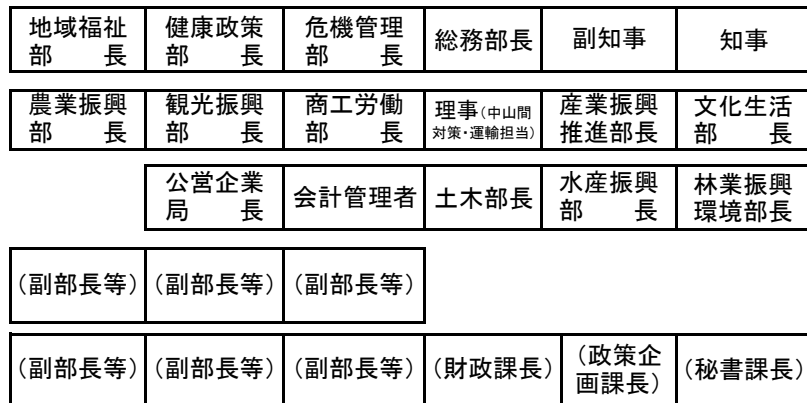 地域福祉
部　　長
健康政策
部　　長
危機管理
部　　長
総務部長
副知事
知事
農業振興
部　　長
観光振興
部　　長
商工労働
部　　長
理事(中山間
対策・運輸担当)
産業振興
推進部長
文化生活
部　　長
公営企業
局　　長
会計管理者
土木部長
水産振興
部　　長
林業振興
環境部長
(副部長等)
(副部長等)
(副部長等)
(副部長等)
(副部長等)
(副部長等)
(財政課長)
(政策企
画課長)
(秘書課長)